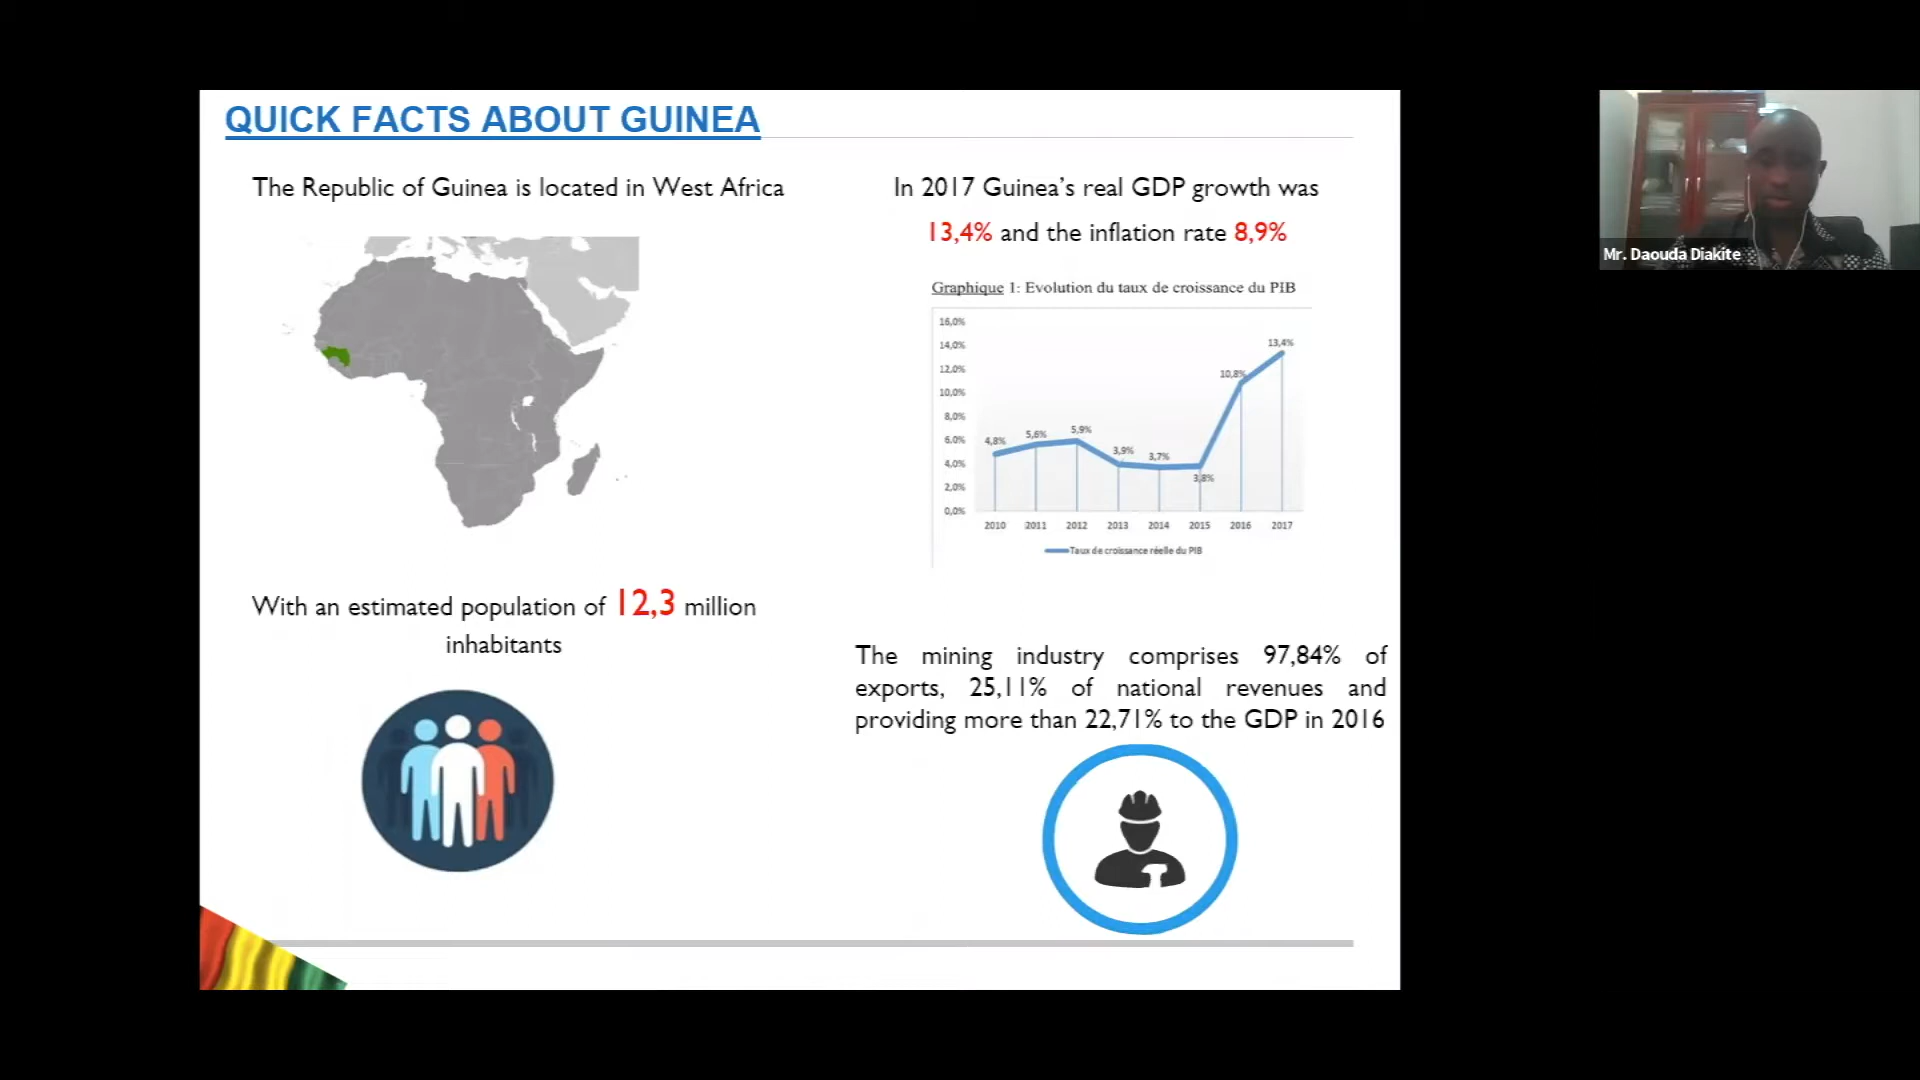 QUICK FACTS ABOUT GUINEA
The Republic of Guinea is located in West Africa
With an estimated population of 12,3 million
inhabitants
In 2017 Guinea's real GDP growth was
13,4% and the inflation rate 8,9%
Graphique 1: Evolution du taux de croissance du PIB
16,0%
14,0%
12,0%
10,0%
8,0%
6,0%
4,0%
2,0%
0,0%
4,8%
5,6%
5,9%
3,9%
3,7%
3,8%
10,8%
13,4%
2010 2011 2012 2013 2014 2015 2016 2017
Taux de croissance réelle du PIB
The mining industry comprises 97,84% of
exports, 25,11% of national revenues and
providing more than 22,71% to the GDP in 2016
Mr. Daouda Diakite